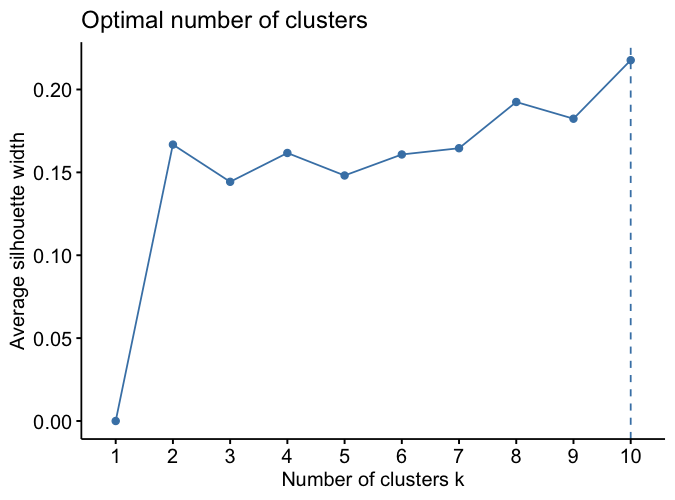 Optimal number of clusters
Average silhouette width
0.20
0.15
0.10
0.05
0.00
1 2 3 4 5 6 7 8 9 10
Number of clusters k